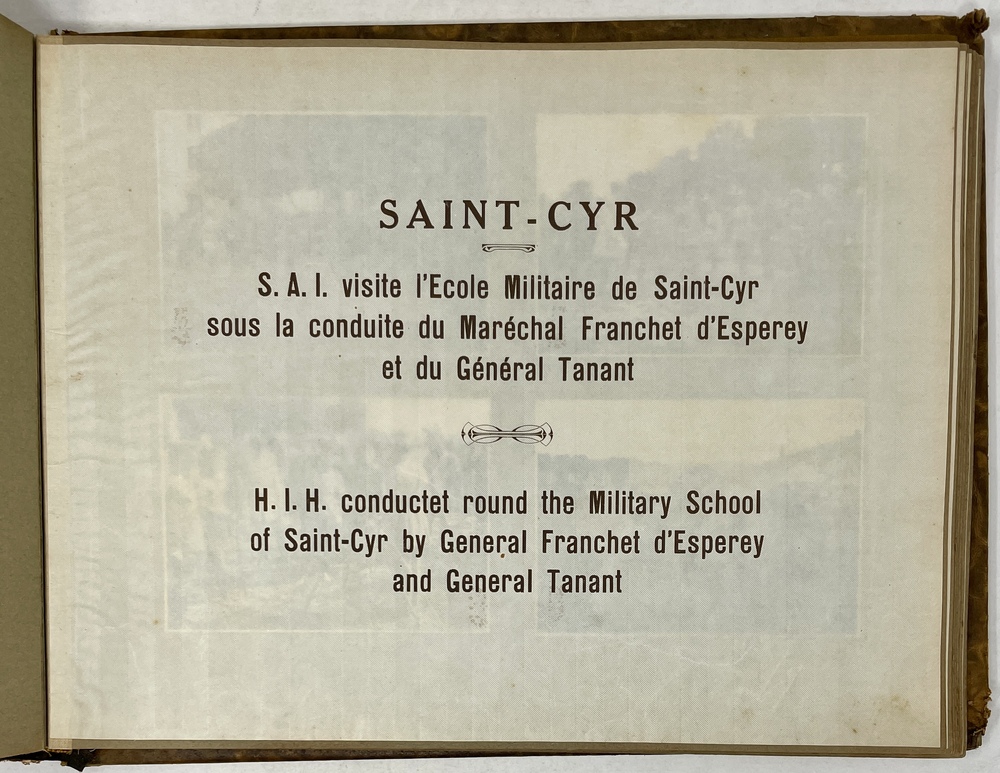 SAINT-CYR
S. A. I. visite l'Ecole Militaire de Saint-Cyr
sous la conduite du Maréchal Franchet d'Esperey
et du Général Tanant
H. I. H. conductet round the Military School
of Saint-Cyr by General Franchet d'Esperey
and General Tanant